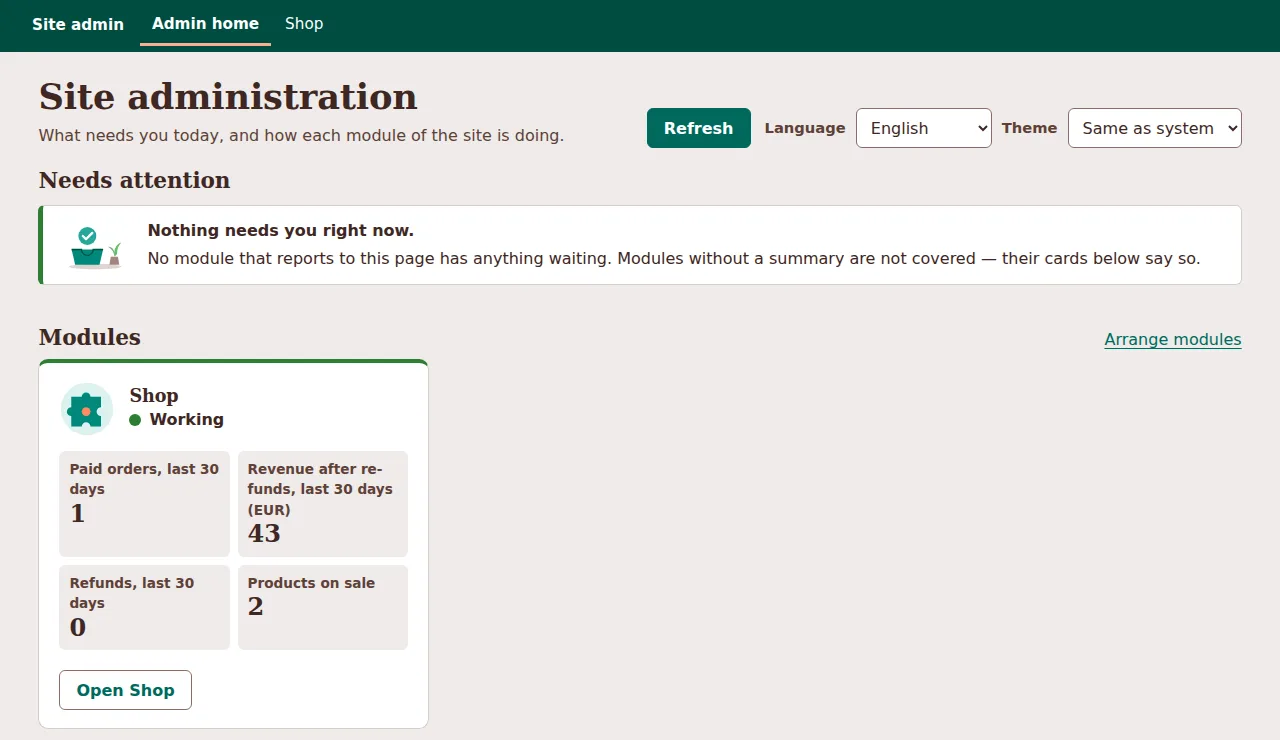 Site admin
Admin home
Shop
Site administration
What needs you today, and how each module of the site is doing.
Refresh
Language
English
Theme
Same as system
Needs attention
Nothing needs you right now.
No module that reports to this page has anything waiting. Modules without a summary are not covered — their cards below say so.
Modules
Arrange modules
Shop
Working
Paid orders, last 30
days
1
Revenue after re-
funds, last 30 days
(EUR)
43
Refunds, last 30
days
0
Products on sale
2
Open Shop